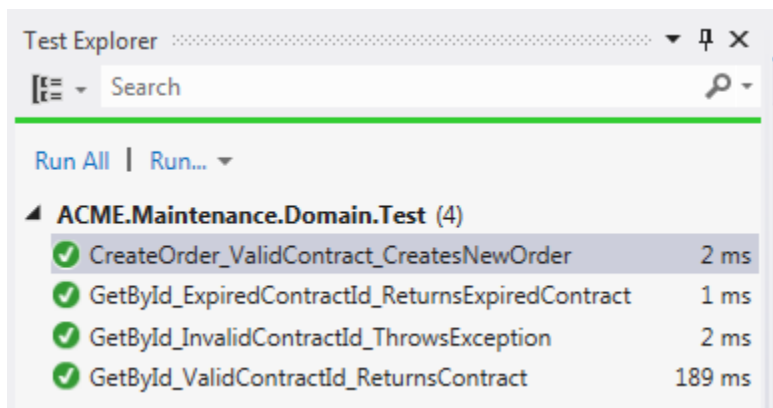 Test Explorer
Search
Run All | Run...
ACME.Maintenance.Domain.Test (4)
CreateOrder_ValidContract_CreatesNewOrder 2 ms
GetById_ExpiredContractId_ReturnsExpiredContract 1 ms
GetById_InvalidContractId_ThrowsException 2 ms
GetById_ValidContractId_ReturnsContract 189 ms